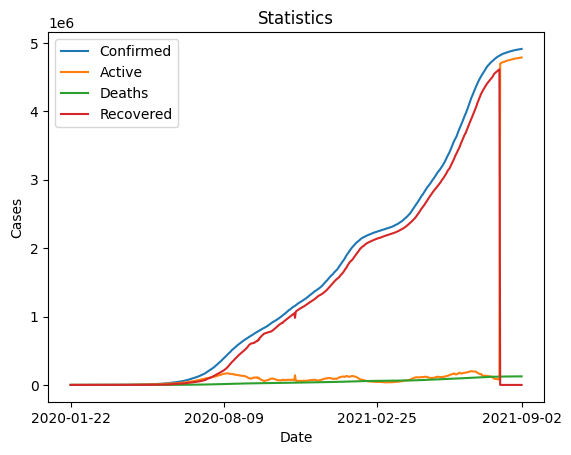 Statistics
1e6
Confirmed
Active
Deaths
Recovered
5
4
3
2
1
0
Cases
2020-01-22
2020-08-09
2021-02-25
2021-09-02
Date